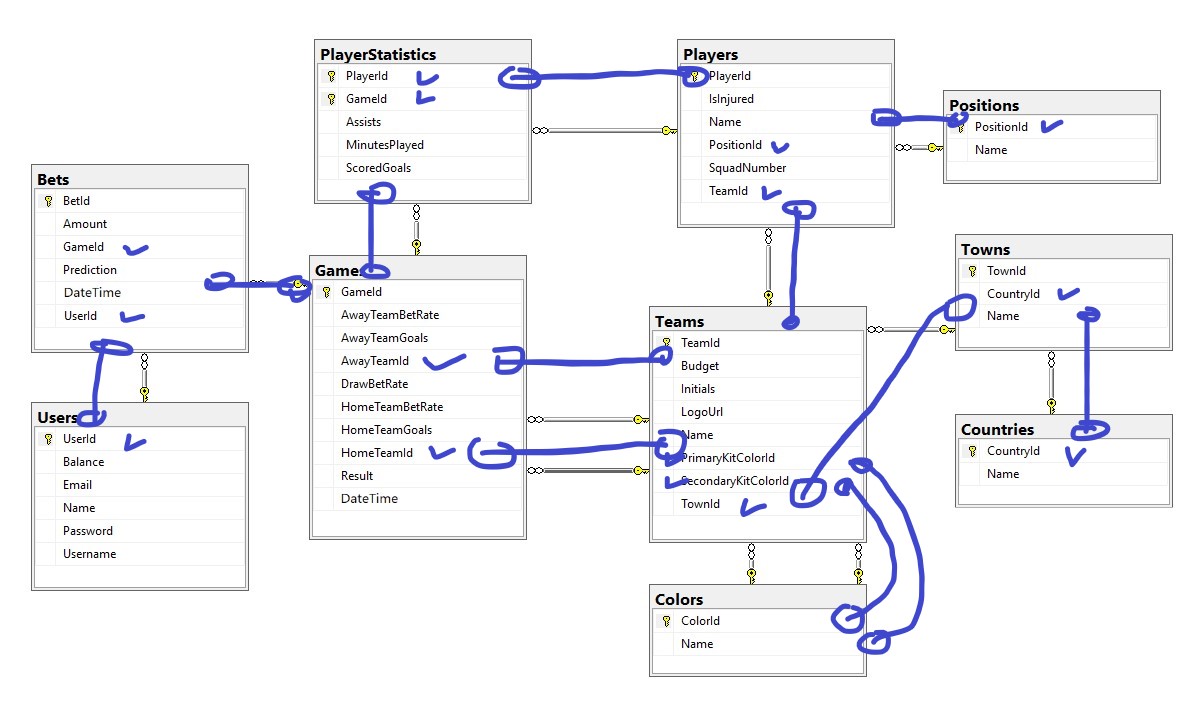 PlayerStatistics
PlayerId
GameId
Assists
MinutesPlayed
ScoredGoals
Players
PlayerId
IsInjured
Name
PositionId
SquadNumber
TeamId
Positions
PositionId
Name
Bets
BetId
Amount
GameId
Prediction
DateTime
UserId
Games
GameId
AwayTeamBetRate
AwayTeamGoals
AwayTeamId
DrawBetRate
HomeTeamBetRate
HomeTeamGoals
HomeTeamId
Result
DateTime
Towns
TownId
CountryId
Name
Teams
TeamId
Budget
Initials
LogoUrl
Name
PrimaryKitColorId
SecondaryKitColorId
TownId
Users
UserId
Balance
Email
Name
Password
Username
Countries
CountryId
Name
Colors
ColorId
Name